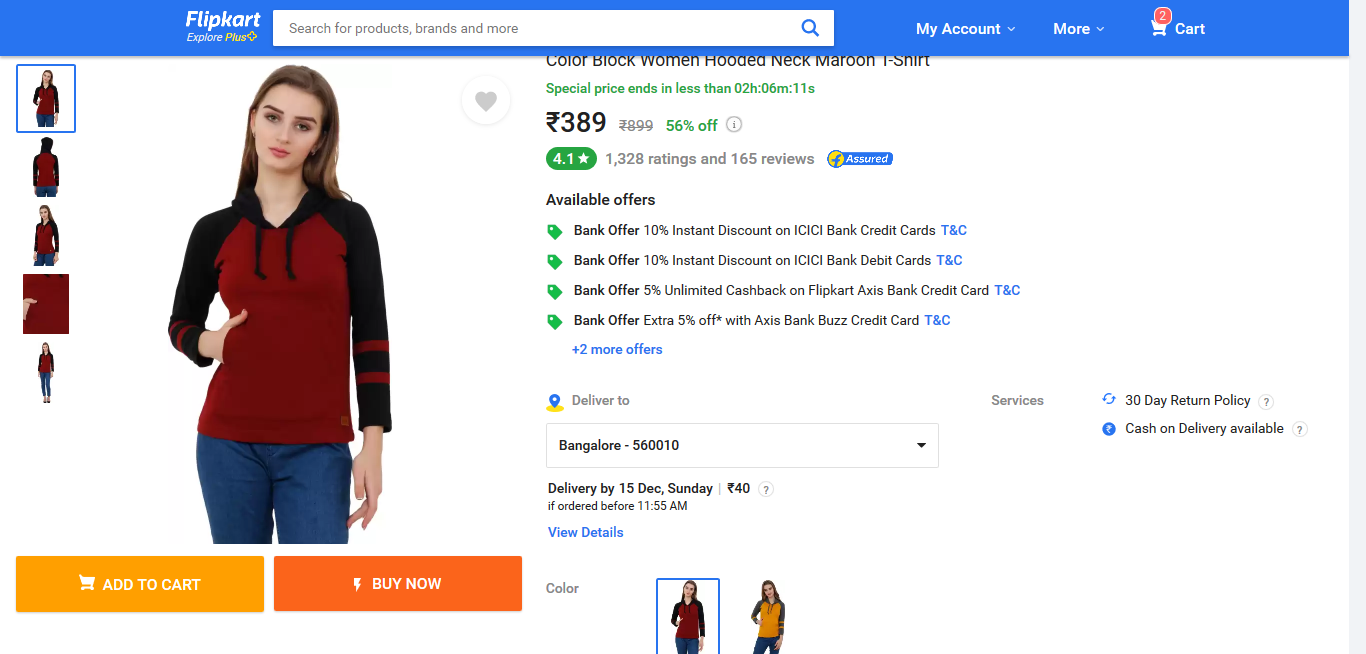 Flipkart
Explore Plus
Search for products, brands and more
My Account
More
2
Cart
Color Block Women Hooded Neck Maroon T-Shirt
Special price ends in less than 02h:06m:11s
₹389 ₹899 56% off i
4.1★ 1,328 ratings and 165 reviews f Assured
Available offers
Bank Offer 10% Instant Discount on ICICI Bank Credit Cards T&C
Bank Offer 10% Instant Discount on ICICI Bank Debit Cards T&C
Bank Offer 5% Unlimited Cashback on Flipkart Axis Bank Credit Card T&C
Bank Offer Extra 5% off* with Axis Bank Buzz Credit Card T&C
+2 more offers
Deliver to
Bangalore - 560010
Delivery by 15 Dec, Sunday | ₹40 ?
if ordered before 11:55 AM
View Details
Services
30 Day Return Policy ?
₹ Cash on Delivery available ?
ADD TO CART
BUY NOW
Color